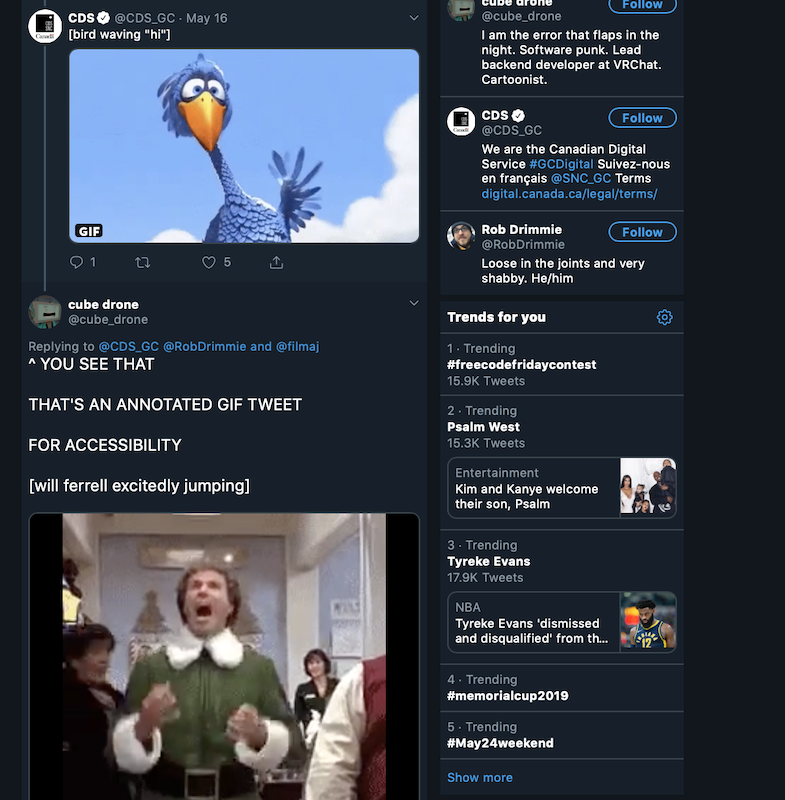 CDS @CDS_GC · May 16
[bird waving "hi"]
GIF
1
5
cube drone
@cube_drone
Replying to @CDS_GC @RobDrimmie and @filmaj
^ YOU SEE THAT
THAT'S AN ANNOTATED GIF TWEET
FOR ACCESSIBILITY
[will ferrell excitedly jumping]
cube drone
@cube_drone
Follow
I am the error that flaps in the
night. Software punk. Lead
backend developer at VRChat.
Cartoonist.
CDS
@CDS_GC
Follow
We are the Canadian Digital
Service #GCDigital Suivez-nous
en français @SNC_GC Terms
digital.canada.ca/legal/terms/
Rob Drimmie
@RobDrimmie
Follow
Loose in the joints and very
shabby. He/him
Trends for you
1 · Trending
#freecodefridaycontest
15.9K Tweets
2 · Trending
Psalm West
15.3K Tweets
Entertainment
Kim and Kanye welcome
their son, Psalm
3 · Trending
Tyreke Evans
17.9K Tweets
NBA
Tyreke Evans 'dismissed
and disqualified' from th...
4 · Trending
#memorialcup2019
5 · Trending
#May24weekend
Show more